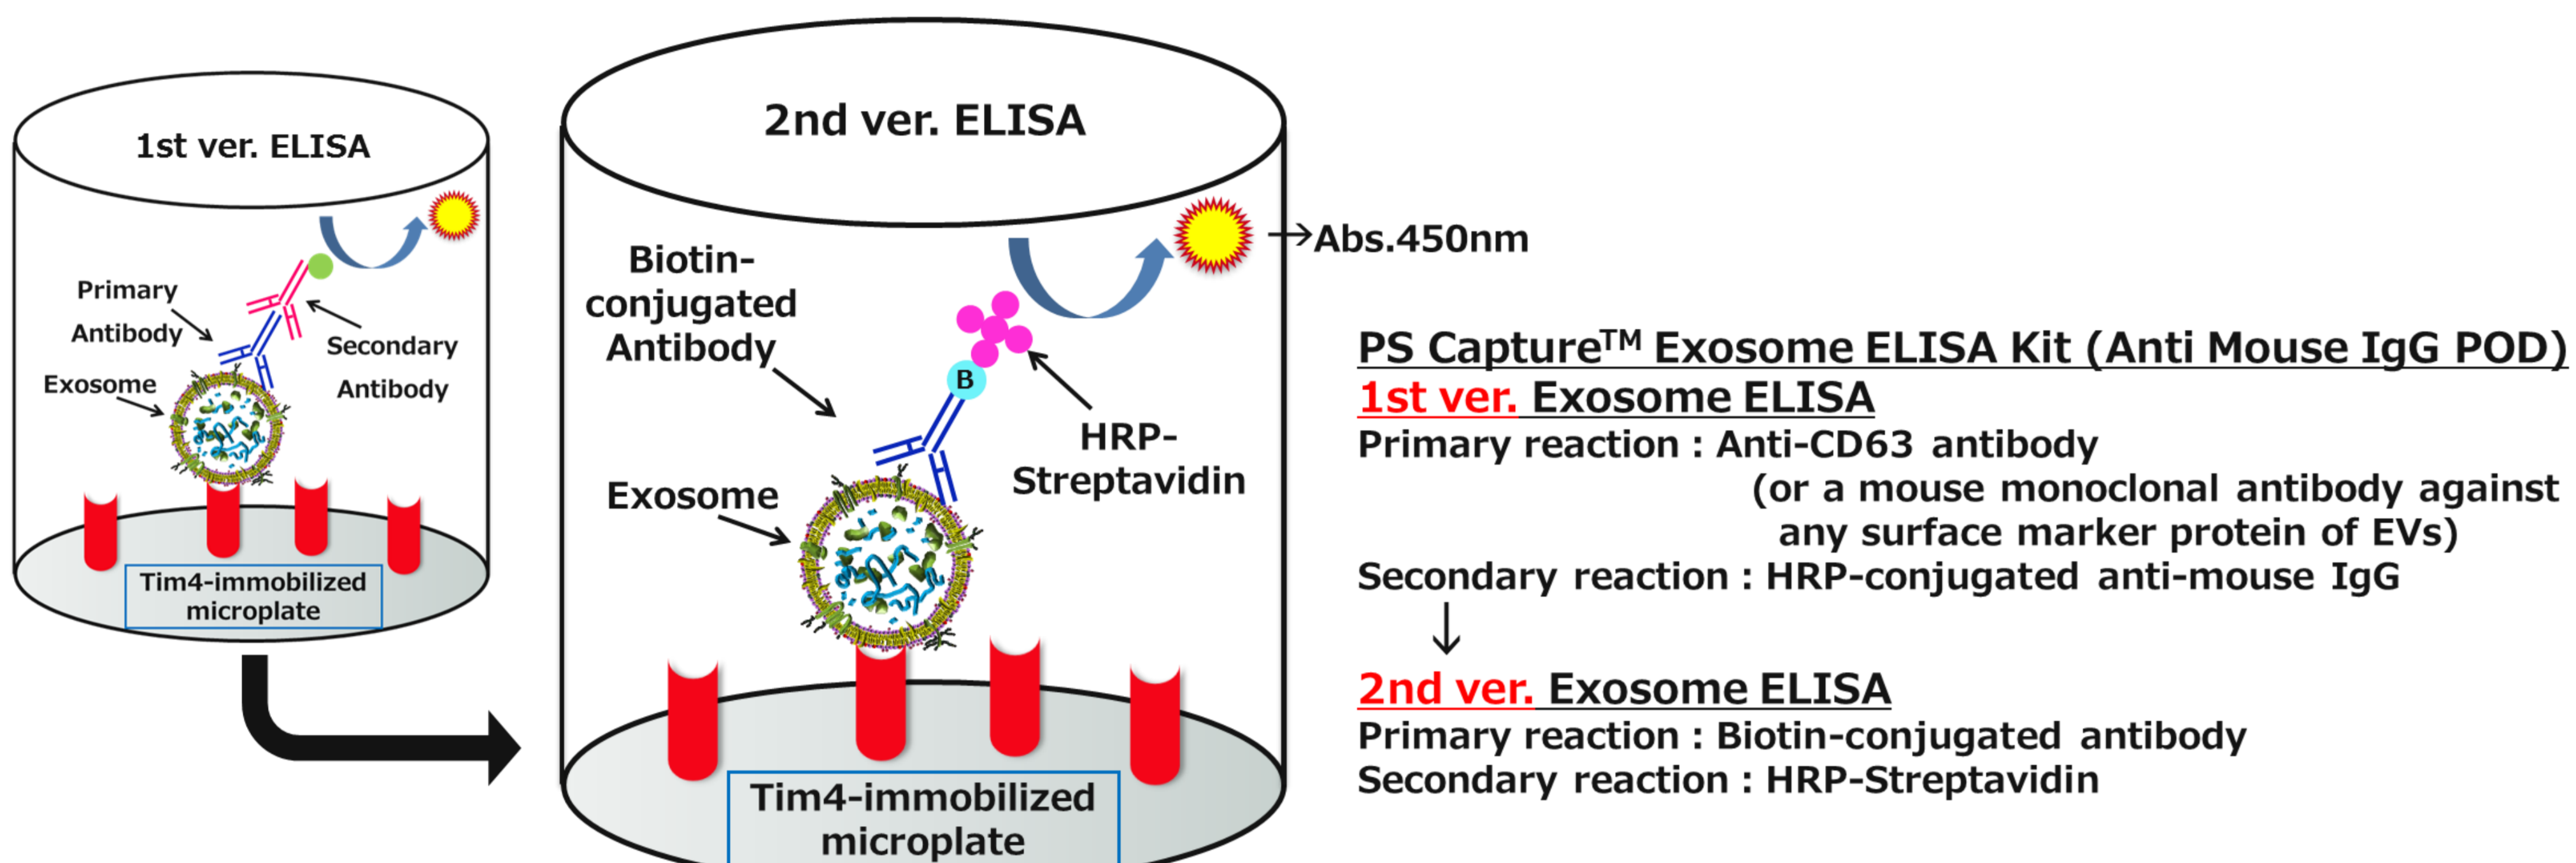 1st ver. ELISA
Primary
Antibody
Secondary
Antibody
Exosome
Tim4-immobilized
microplate
2nd ver. ELISA
Biotin-
conjugated
Antibody
B
HRP-
Streptavidin
Exosome
Tim4-immobilized
microplate
→Abs.450nm
PS Capture™ Exosome ELISA Kit (Anti Mouse IgG POD)
1st ver. Exosome ELISA
Primary reaction : Anti-CD63 antibody
(or a mouse monoclonal antibody against
any surface marker protein of EVs)
Secondary reaction : HRP-conjugated anti-mouse IgG
↓
2nd ver. Exosome ELISA
Primary reaction : Biotin-conjugated antibody
Secondary reaction : HRP-Streptavidin